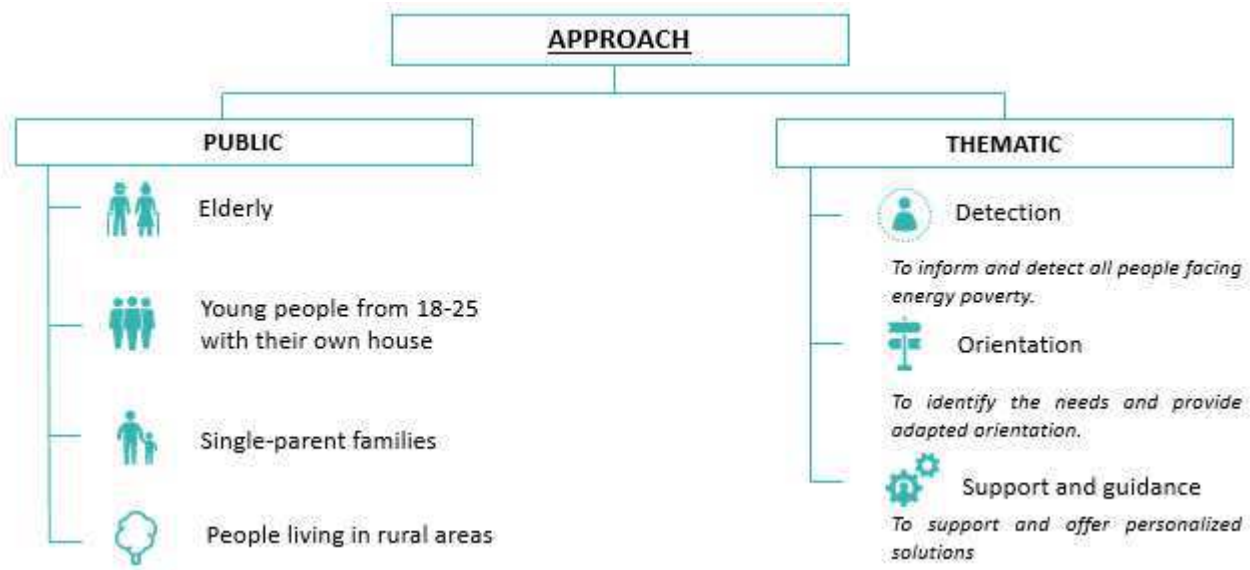 APPROACH
PUBLIC
Elderly
Young people from 18-25
with their own house
Single-parent families
People living in rural areas
THEMATIC
Detection
To inform and detect all people facing
energy poverty.
Orientation
To identify the needs and provide
adapted orientation.
Support and guidance
To support and offer personalized
solutions